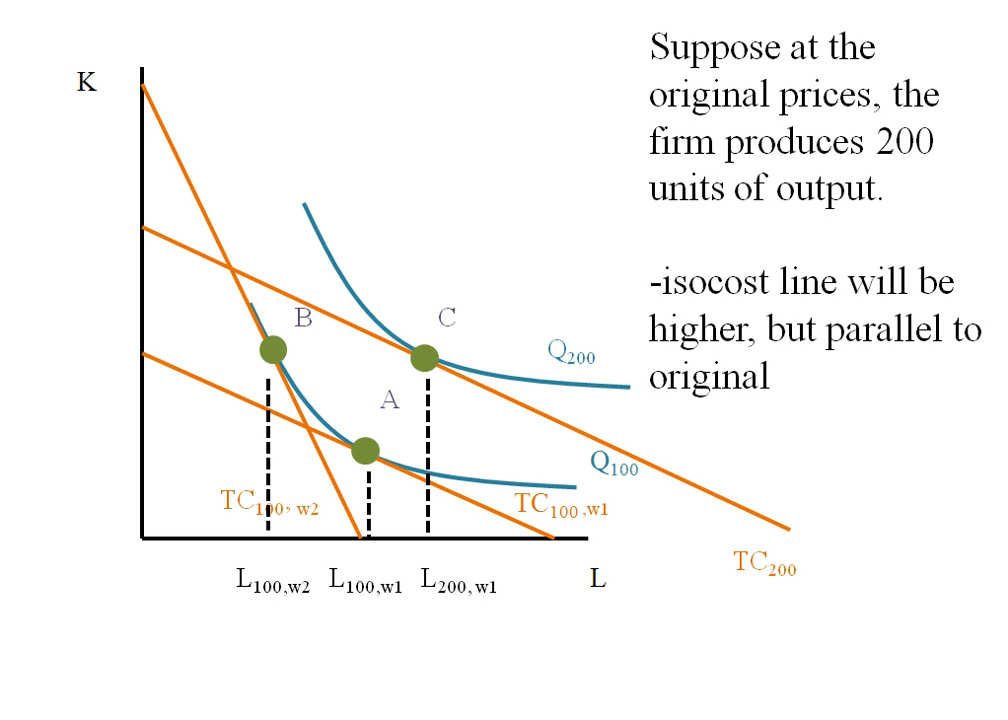 Suppose at the
original prices, the
firm produces 200
units of output.
-isocost line will be
higher, but parallel to
original
K
B
C
Q200
A
Q100
TC100, w2
TC100,w1
TC200
L100,w2
L100,w1
L200,w1
L